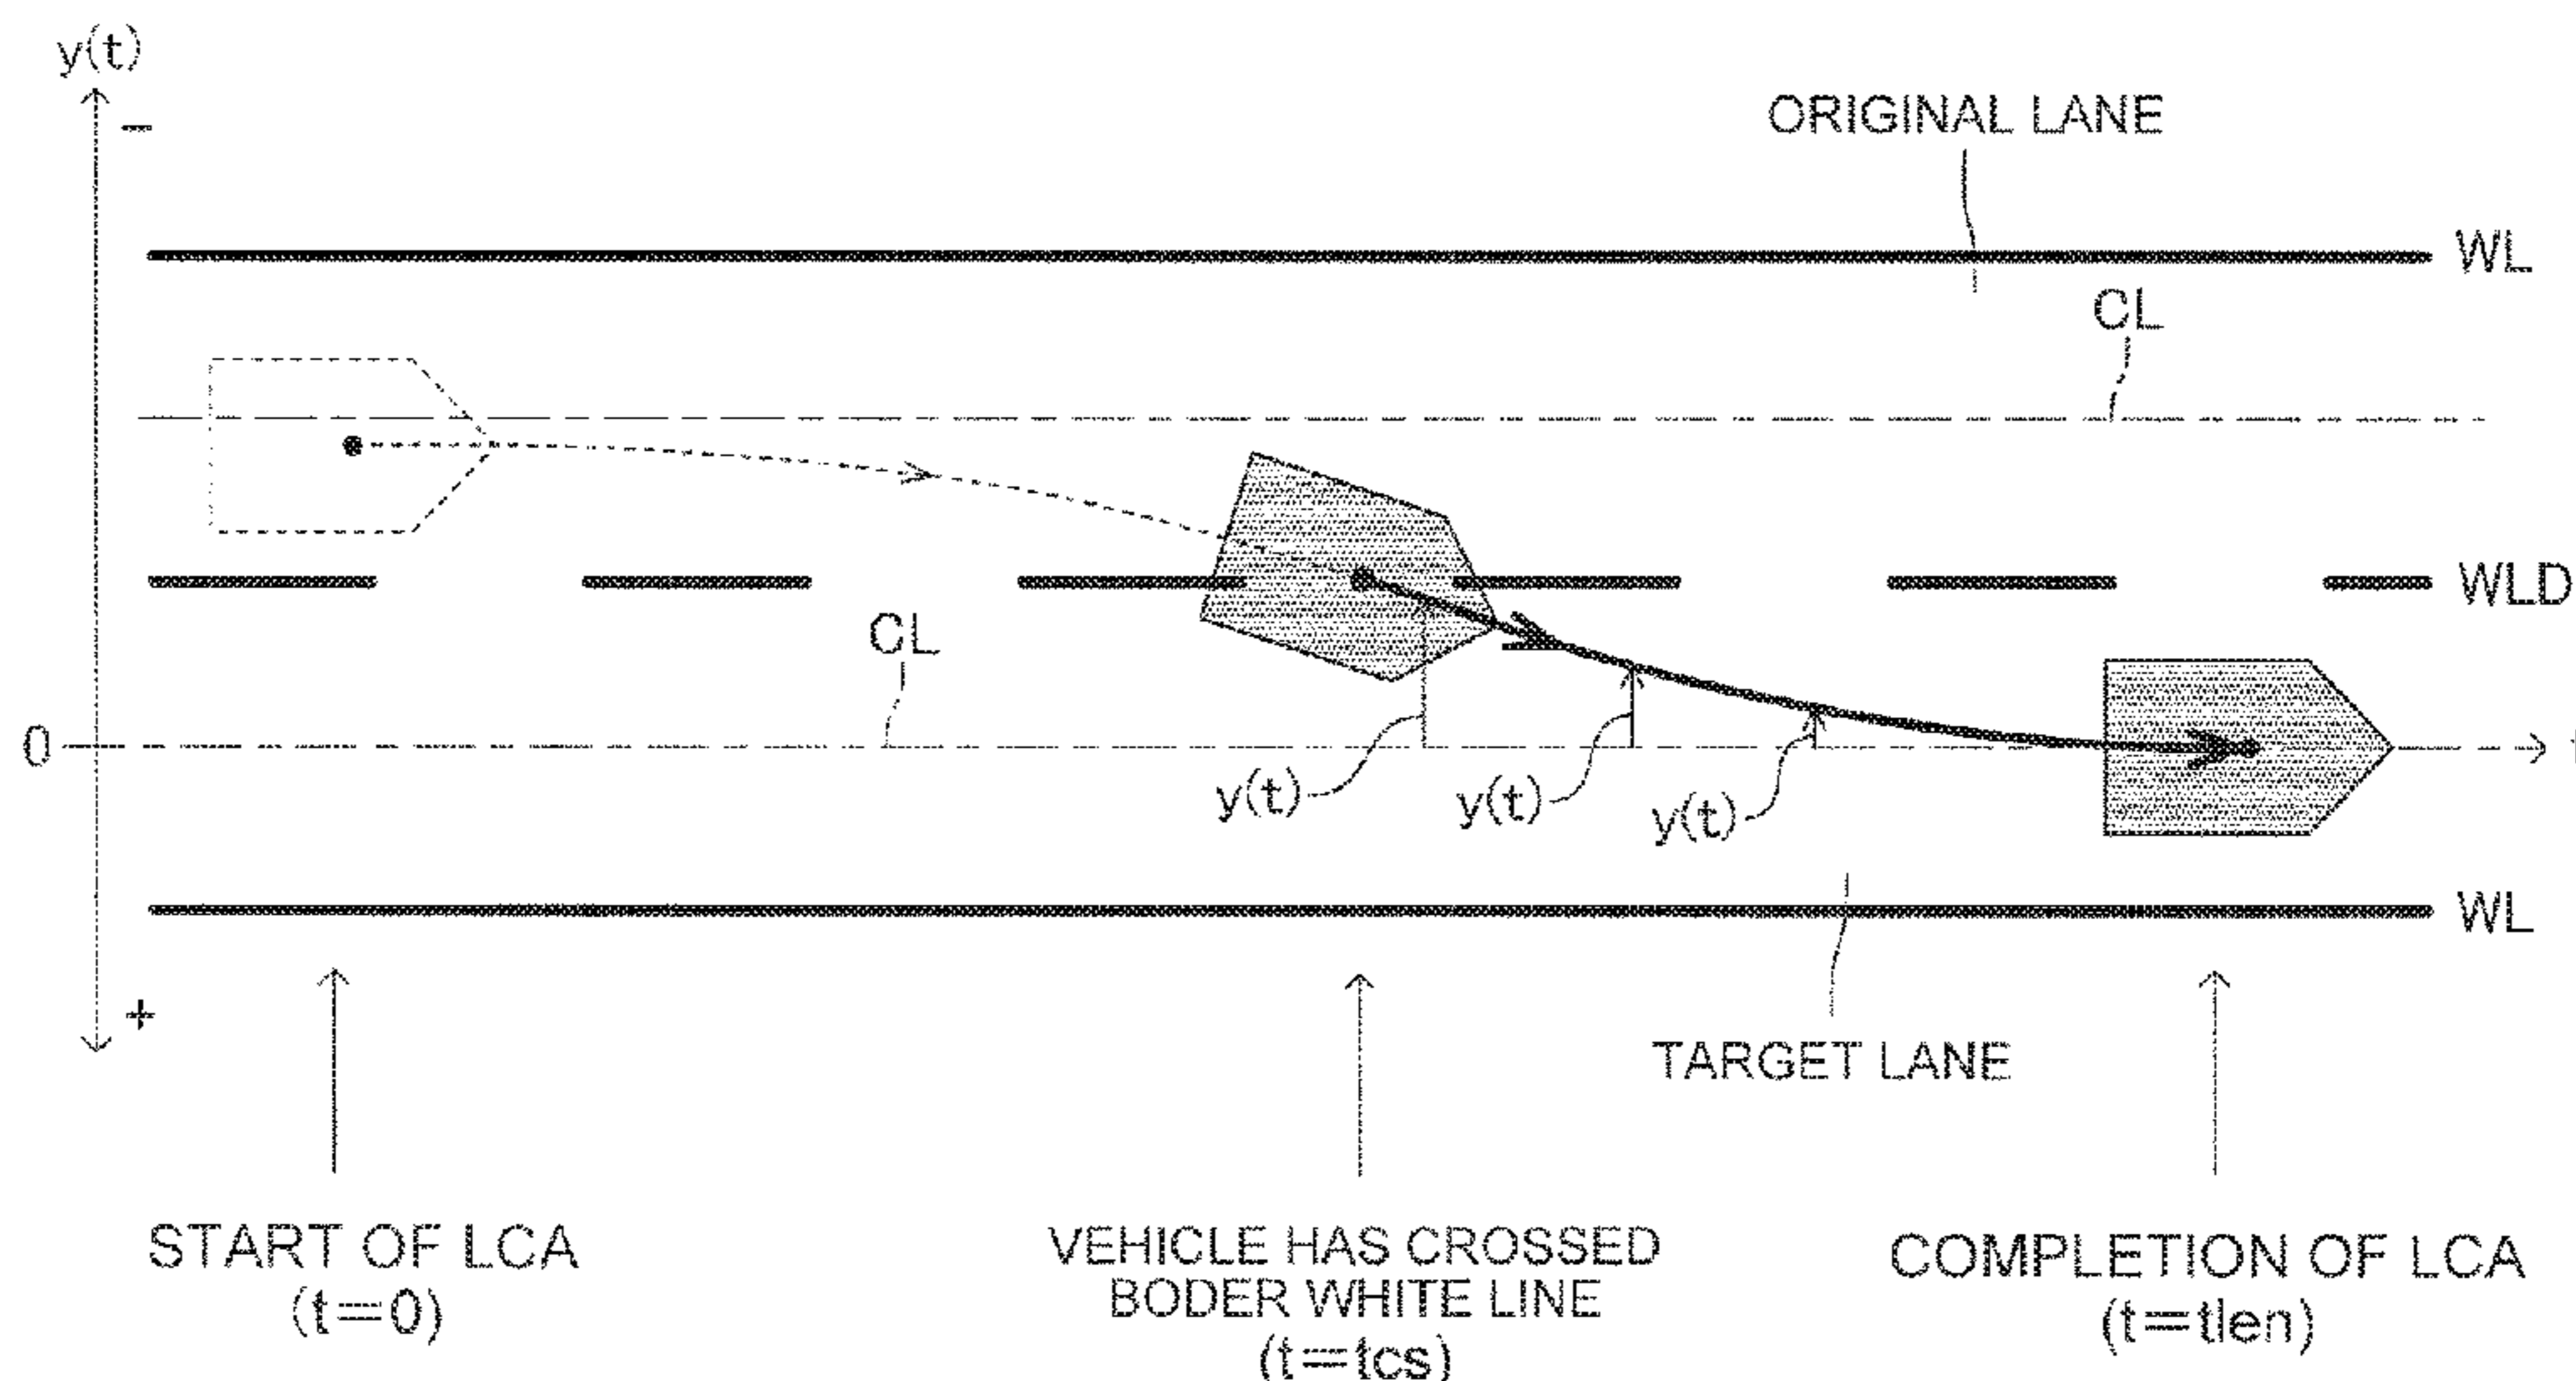 y(t)
−
ORIGINAL LANE
WL
CL
WLD
CL
0
y(t)
y(t)
y(t)
WL
+
TARGET LANE
START OF LCA
(t=0)
VEHICLE HAS CROSSED
BODER WHITE LINE
(t=tcs)
COMPLETION OF LCA
(t=tlen)